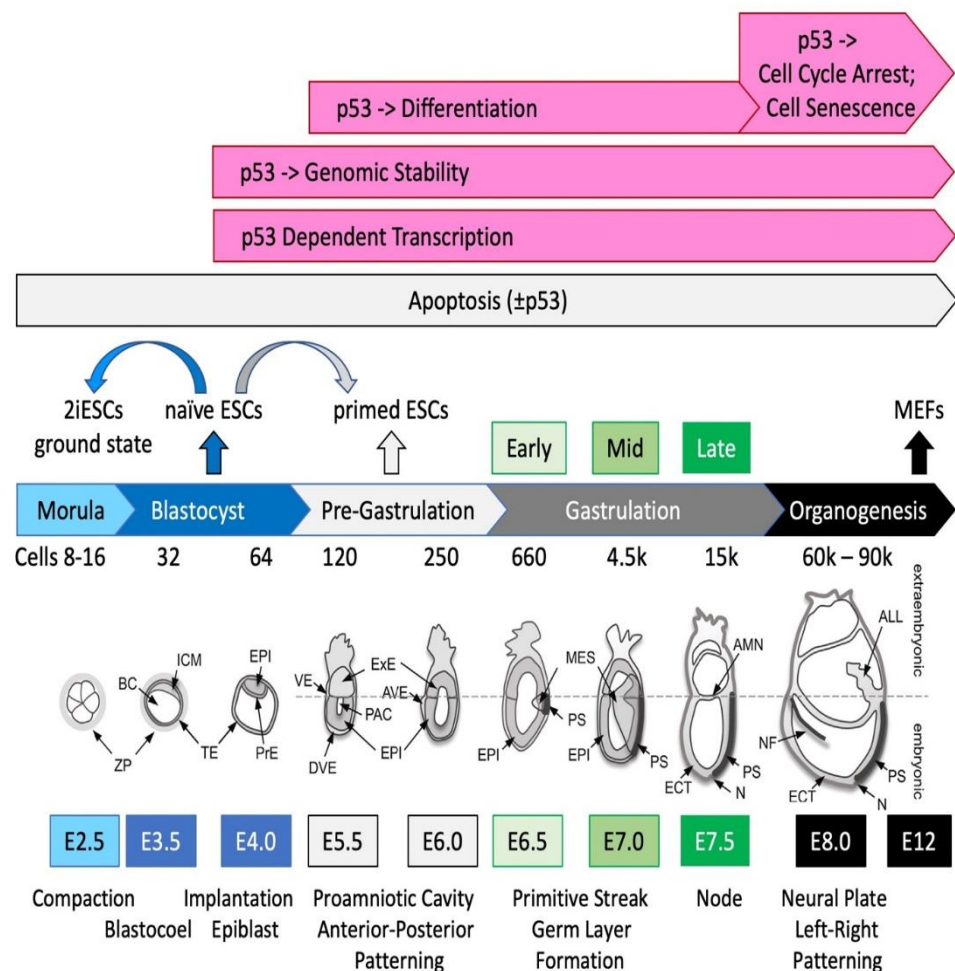 p53 ->
Cell Cycle Arrest;
Cell Senescence
p53 -> Differentiation
p53 -> Genomic Stability
p53 Dependent Transcription
Apoptosis (±p53)
2iESCs
ground state
naïve ESCs
primed ESCs
MEFs
Early
Mid
Late
Morula
Blastocyst
Pre-Gastrulation
Gastrulation
Organogenesis
Cells 8-16
32
64
120
250
660
4.5k
15k
60k – 90k
extraembryonic
embryonic
ZP
BC
ICM
TE
EPI
PrE
VE
DVE
ExE
PAC
AVE
EPI
EPI
MES
PS
EPI
PS
AMN
ECT
PS
N
ALL
NF
ECT
PS
N
E2.5
E3.5
E4.0
E5.5
E6.0
E6.5
E7.0
E7.5
E8.0
E12
Compaction
Blastocoel
Implantation
Epiblast
Proamniotic Cavity
Anterior-Posterior
Patterning
Primitive Streak
Germ Layer
Formation
Node
Neural Plate
Left-Right
Patterning